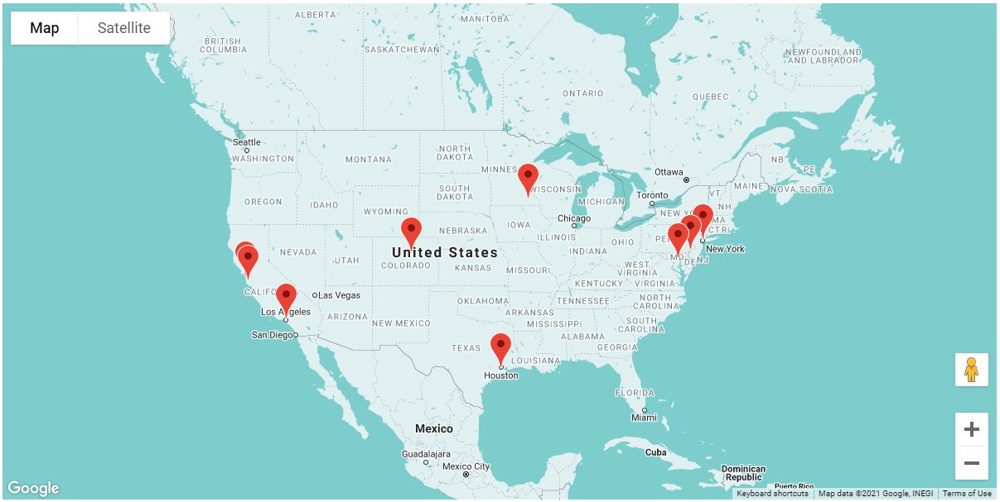 Map
Satellite
ALBERTA
MANITOBA
BRITISH
COLUMBIA
SASKATCHEWAN
NEWFOUNDLAND
AND LABRADOR
ONTARIO
QUEBEC
Seattle
WASHINGTON
MONTANA
NORTH
DAKOTA
MINNES
NB
PE
Ottawa
MAINE
NOVA SCOTIA
OREGON
IDAHO
SOUTH
DAKOTA
WISCONSIN
MICHIGAN
Toronto
VT
NH
WYOMING
NEW YO
MA
Chicago
IOWA
NEBRASKA
ILLINOIS
INDIANA
OHIO
PE
CT RI
NEVADA
UTAH
United States
COLORADO
KANSAS
MISSOURI
WEST
VIRGINIA
MD
DE
NJ
New York
KENTUCKY
VIRGINIA
CALIFO
A
Las Vegas
OKLAHOMA
TENNESSEE
NORTH
CAROLINA
Los Angeles
ARIZONA
NEW MEXICO
ARKANSAS
MISSISSIPPI
SOUTH
CAROLINA
San Diego
ALABAMA
GEORGIA
TEXAS
LOUISIANA
Houston
FLORIDA
Miami
Mexico
Guadalajara
Mexico City
Cuba
Dominican
Republic
Puerto Rico
Google
Keyboard shortcuts
Map data ©2021 Google, INEGI
Terms of Use